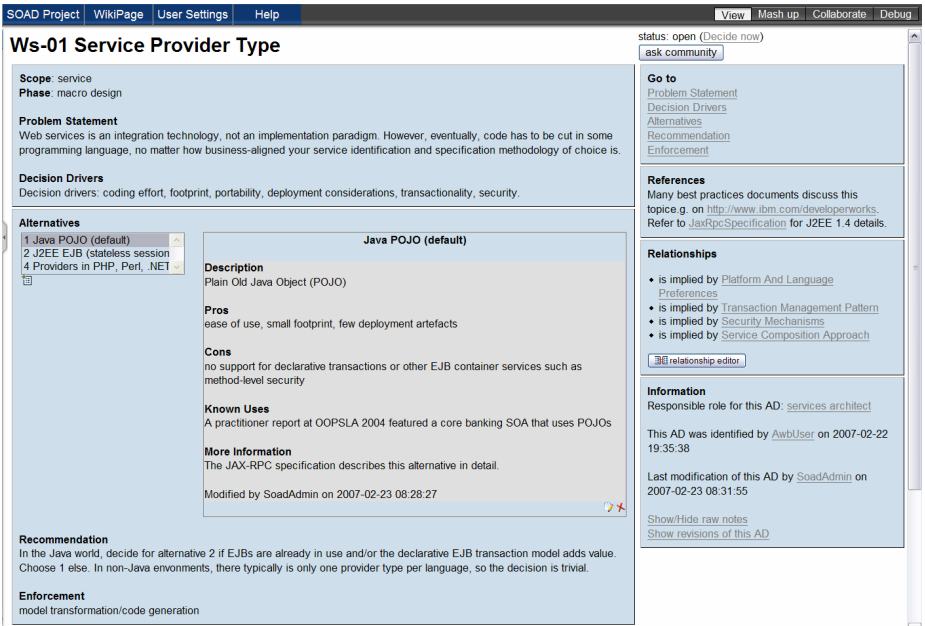 SOAD Project WikiPage User Settings Help
View Mash up Collaborate Debug
Ws-01 Service Provider Type
status: open (Decide now)
ask community
Scope: service
Phase: macro design
Problem Statement
Web services is an integration technology, not an implementation paradigm. However, eventually, code has to be cut in some
programming language, no matter how business-aligned your service identification and specification methodology of choice is.
Decision Drivers
Decision drivers: coding effort, footprint, portability, deployment considerations, transactionality, security.
Alternatives
1 Java POJO (default)
2 J2EE EJB (stateless session
4 Providers in PHP, Perl, .NET
Java POJO (default)
Description
Plain Old Java Object (POJO)
Pros
ease of use, small footprint, few deployment artefacts
Cons
no support for declarative transactions or other EJB container services such as
method-level security
Known Uses
A practitioner report at OOPSLA 2004 featured a core banking SOA that uses POJOs
More Information
The JAX-RPC specification describes this alternative in detail.
Modified by SoadAdmin on 2007-02-23 08:28:27
Recommendation
In the Java world, decide for alternative 2 if EJBs are already in use and/or the declarative EJB transaction model adds value.
Choose 1 else. In non-Java envonments, there typically is only one provider type per language, so the decision is trivial.
Enforcement
model transformation/code generation
Go to
Problem Statement
Decision Drivers
Alternatives
Recommendation
Enforcement
References
Many best practices documents discuss this
topice.g. on http://www.ibm.com/developerworks.
Refer to JaxRpcSpecification for J2EE 1.4 details.
Relationships
is implied by Platform And Language
Preferences
is implied by Transaction Management Pattern
is implied by Security Mechanisms
is implied by Service Composition Approach
relationship editor
Information
Responsible role for this AD: services architect
This AD was identified by AwbUser on 2007-02-22
19:35:38
Last modification of this AD by SoadAdmin on
2007-02-23 08:31:55
Show/Hide raw notes
Show revisions of this AD